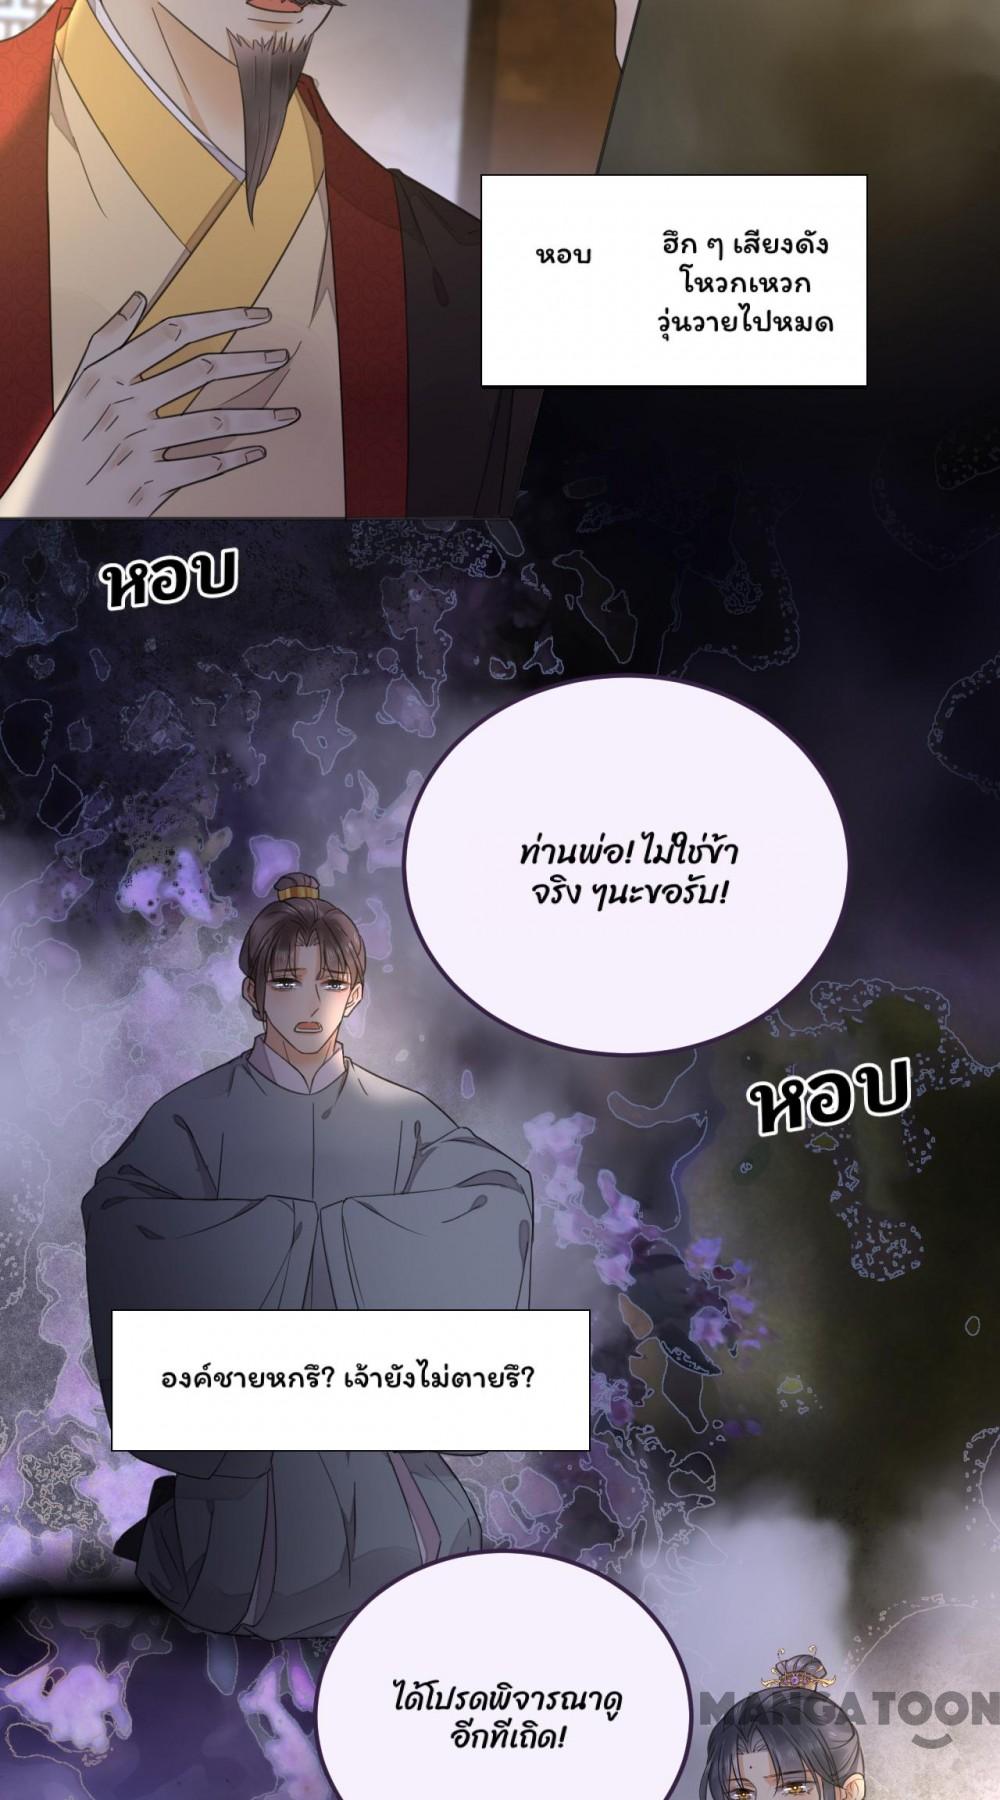 หอบ
ฮึก ๆ เสียงดัง
โหวกเหวก
วุ่นวายไปหมด
หอบ
ท่านพ่อ! ไม่ใช่ข้า
จริง ๆนะขอรับ!
หอบ
องค์ชายหกรึ? เจ้ายังไม่ตายรึ?
ได้โปรดพิจารณาดู
อีกทีเถิด!
MANGATOON